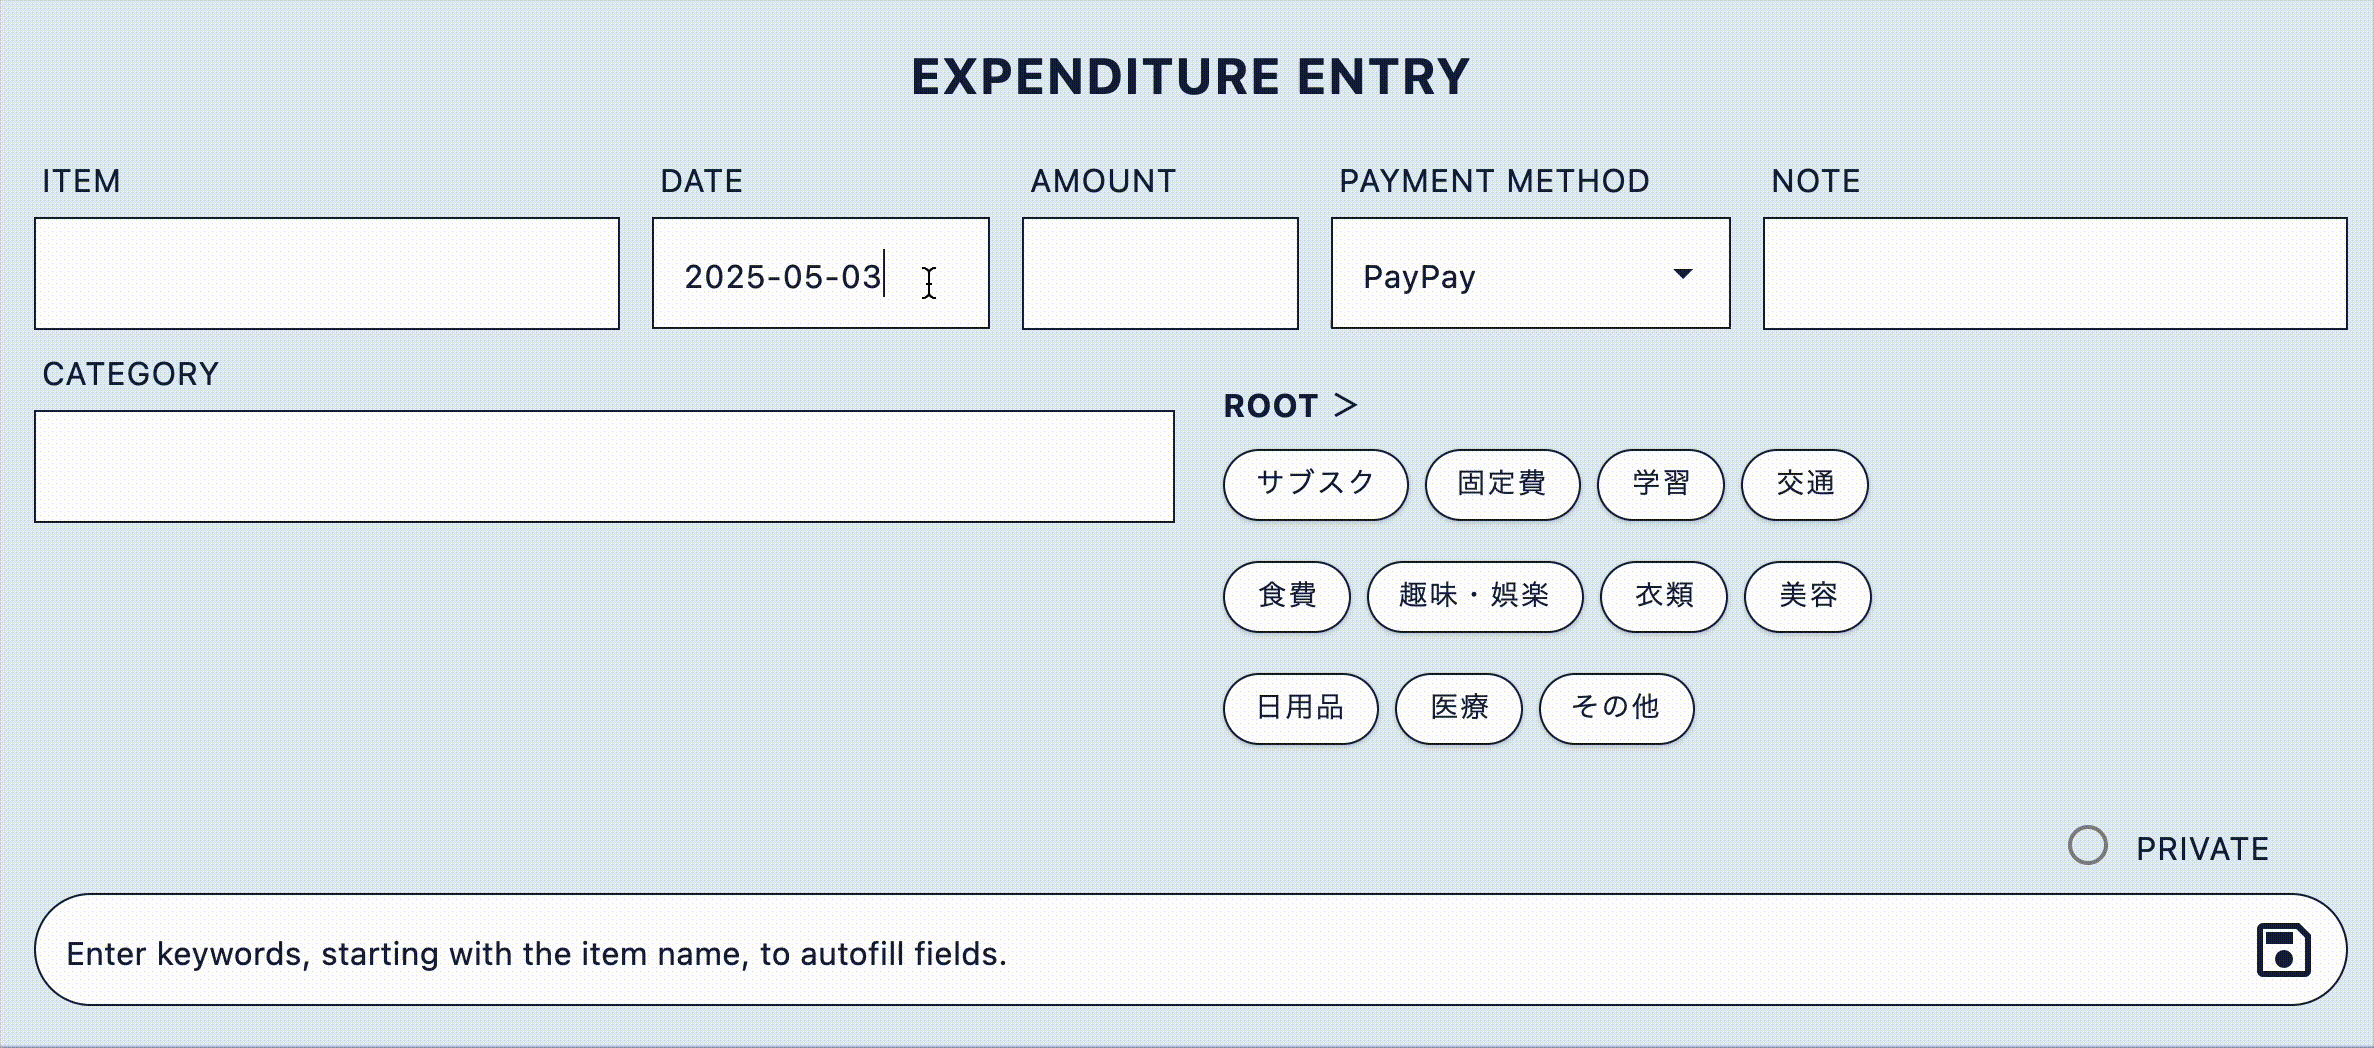 EXPENDITURE ENTRY
ITEM DATE AMOUNT PAYMENT METHOD NOTE
2025-05-03 PayPay
CATEGORY
ROOT >
サブスク 固定費 学習 交通
食費 趣味・娯楽 衣類 美容
日用品 医療 その他
PRIVATE
Enter keywords, starting with the item name, to autofill fields.